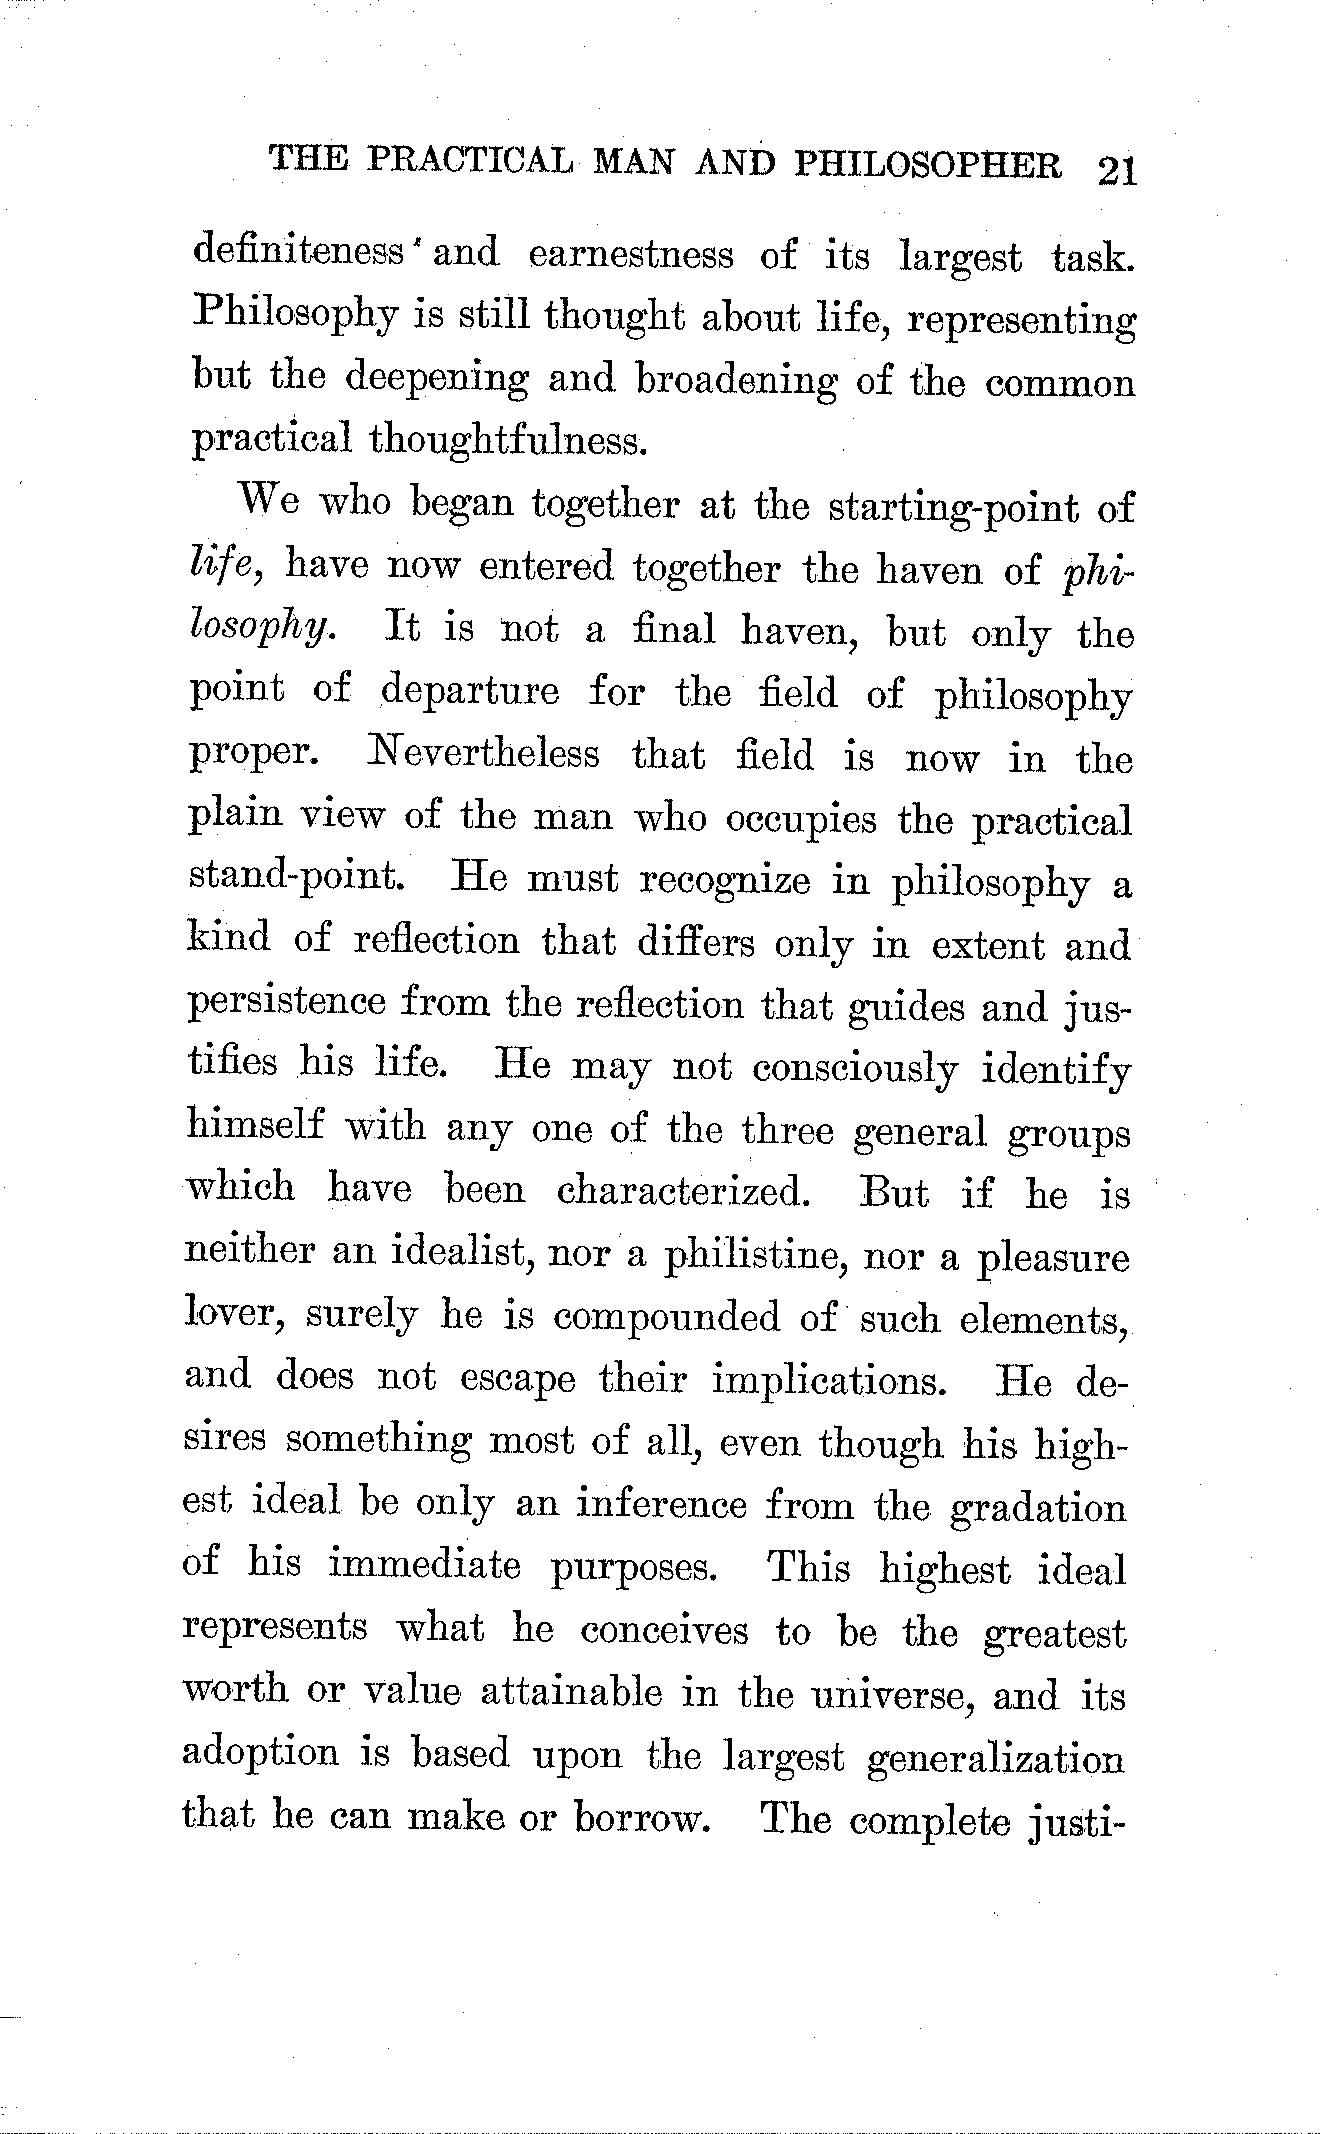 THE PRACTICAL MAN AND PHILOSOPHER 21
definiteness and earnestness of its largest task.
Philosophy is still thought about life, representing
but the deepening and broadening of the common
practical thoughtfulness.
We who began together at the starting-point of
life, have now entered together the haven of phi-
losophy. It is not a final haven, but only the
point of departure for the field of philosophy
proper. Nevertheless that field is now in the
plain view of the man who occupies the practical
stand-point. He must recognize in philosophy a
kind of reflection that differs only in extent and
persistence from the reflection that guides and jus-
tifies his life. He may not consciously identify
himself with any one of the three general groups
which have been characterized. But if he is
neither an idealist, nor a philistine, nor a pleasure
lover, surely he is compounded of such elements,
and does not escape their implications. He de-
sires something most of all, even though his high-
est ideal be only an inference from the gradation
of his immediate purposes. This highest ideal
represents what he conceives to be the greatest
worth or value attainable in the universe, and its
adoption is based upon the largest generalization
that he can make or borrow. The complete justi-